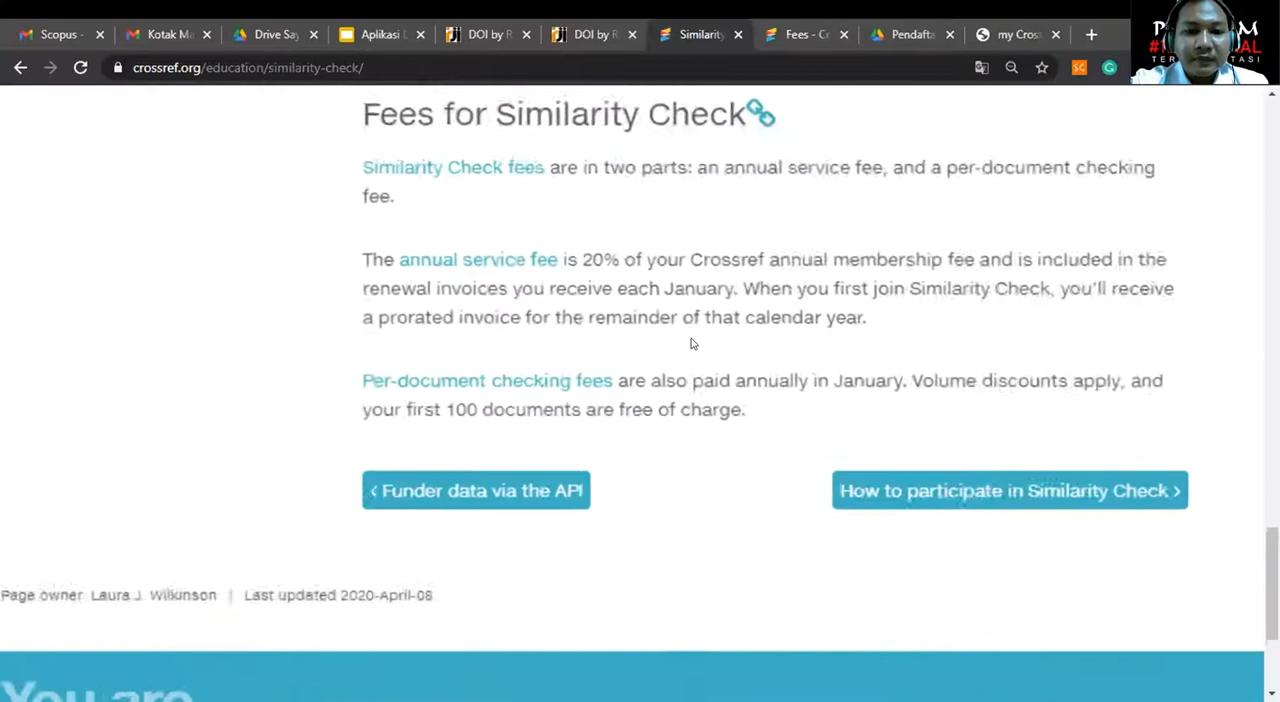 Scopus -
Kotak Ma
Drive Say
Aplikasi L
DOI by R
DOI by R
Similarity
Fees - Cr
Pendafta
my Cros
crossref.org/education/similarity-check/
Fees for Similarity Check
Similarity Check fees are in two parts: an annual service fee, and a per-document checking
fee.
The annual service fee is 20% of your Crossref annual membership fee and is included in the
renewal invoices you receive each January. When you first join Similarity Check, you'll receive
a prorated invoice for the remainder of that calendar year.
Per-document checking fees are also paid annually in January. Volume discounts apply, and
your first 100 documents are free of charge.
‹ Funder data via the API
How to participate in Similarity Check ›
Page owner Laura J. Wilkinson | Last updated 2020-April-08
You are